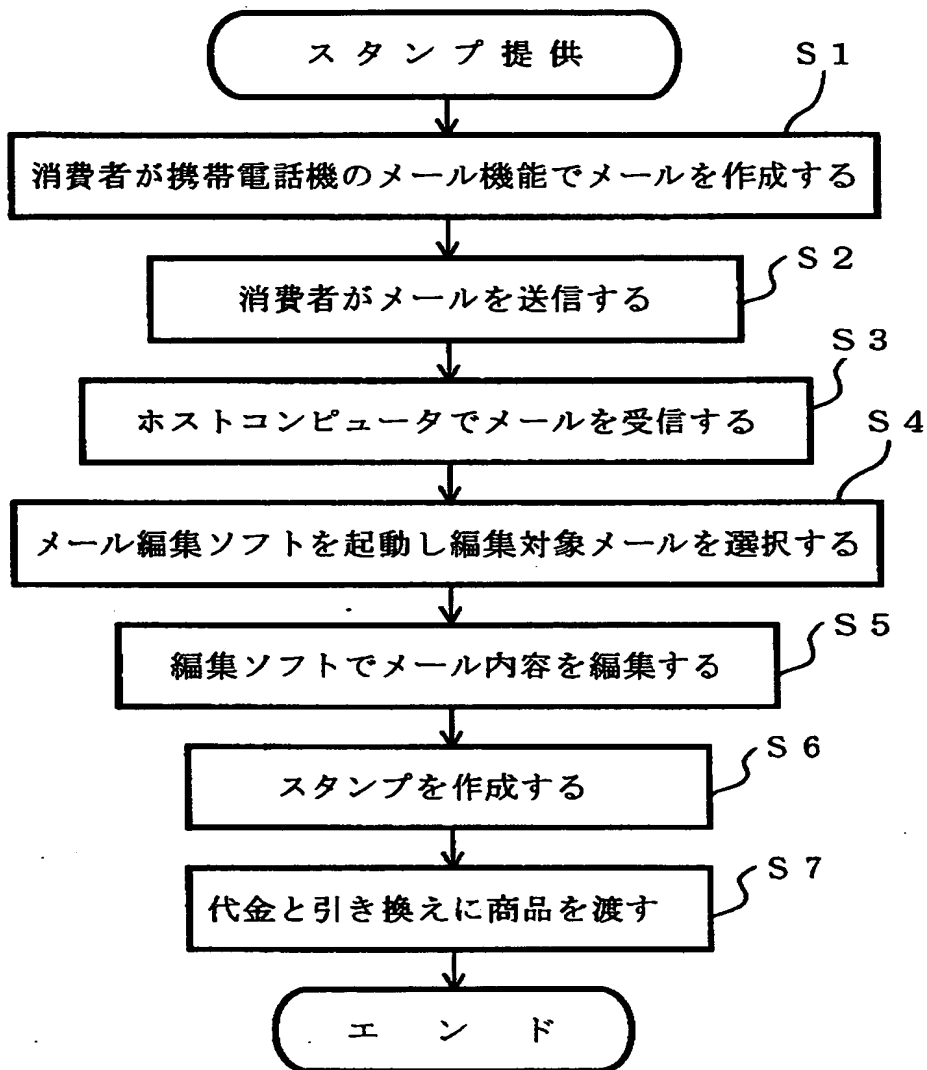 スタンプ提供
S1
消費者が携帯電話機のメール機能でメールを作成する
S2
消費者がメールを送信する
S3
ホストコンピュータでメールを受信する
S4
メール編集ソフトを起動し編集対象メールを選択する
S5
編集ソフトでメール内容を編集する
S6
スタンプを作成する
S7
代金と引き換えに商品を渡す
エンド